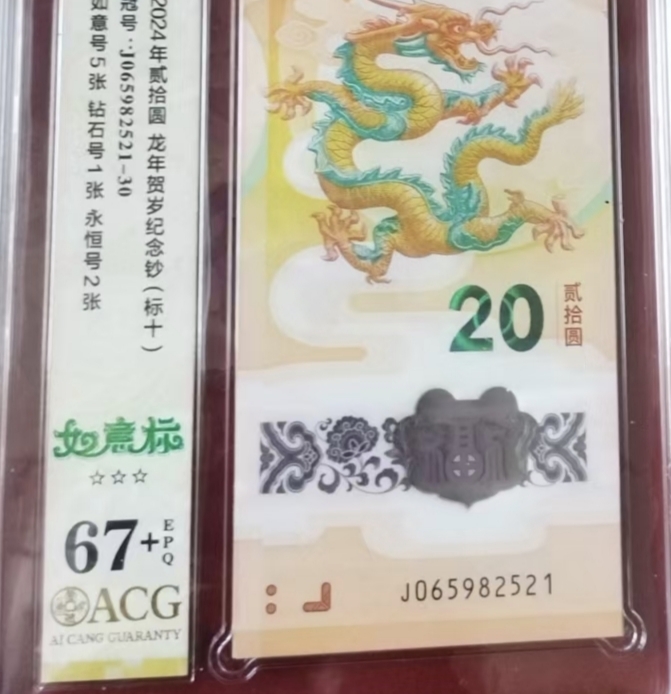 2024年贰拾圆 龙年贺岁纪念钞(标十)
冠号:J065982521-30
如意号5张 钻石号1张 永恒号2张
如意标
☆☆☆
67+
EPQ
ACG
AI CANG GUARANTY
20
贰拾圆
J065982521